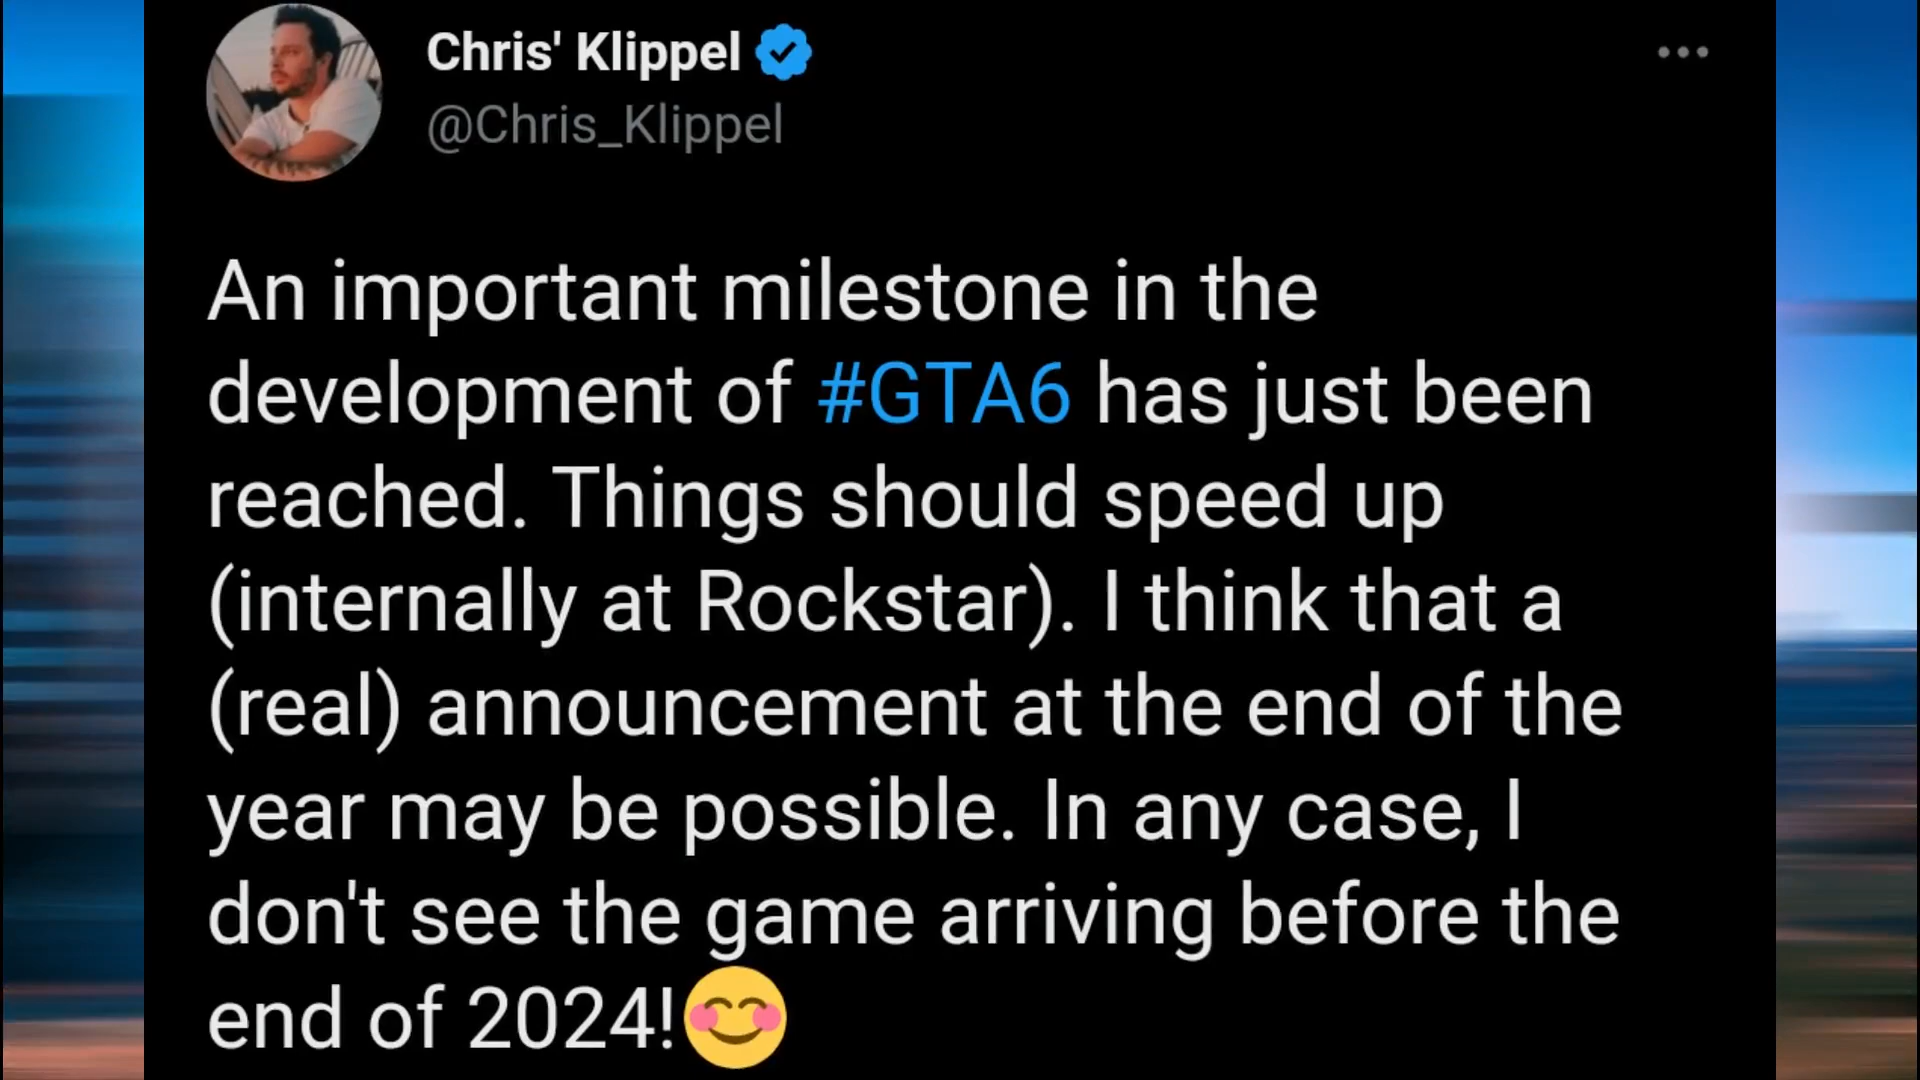 Chris' Klippel
@Chris_Klippel
An important milestone in the
development of #GTA6 has just been
reached. Things should speed up
(internally at Rockstar). I think that a
(real) announcement at the end of the
year may be possible. In any case, I
don't see the game arriving before the
end of 2024!😊